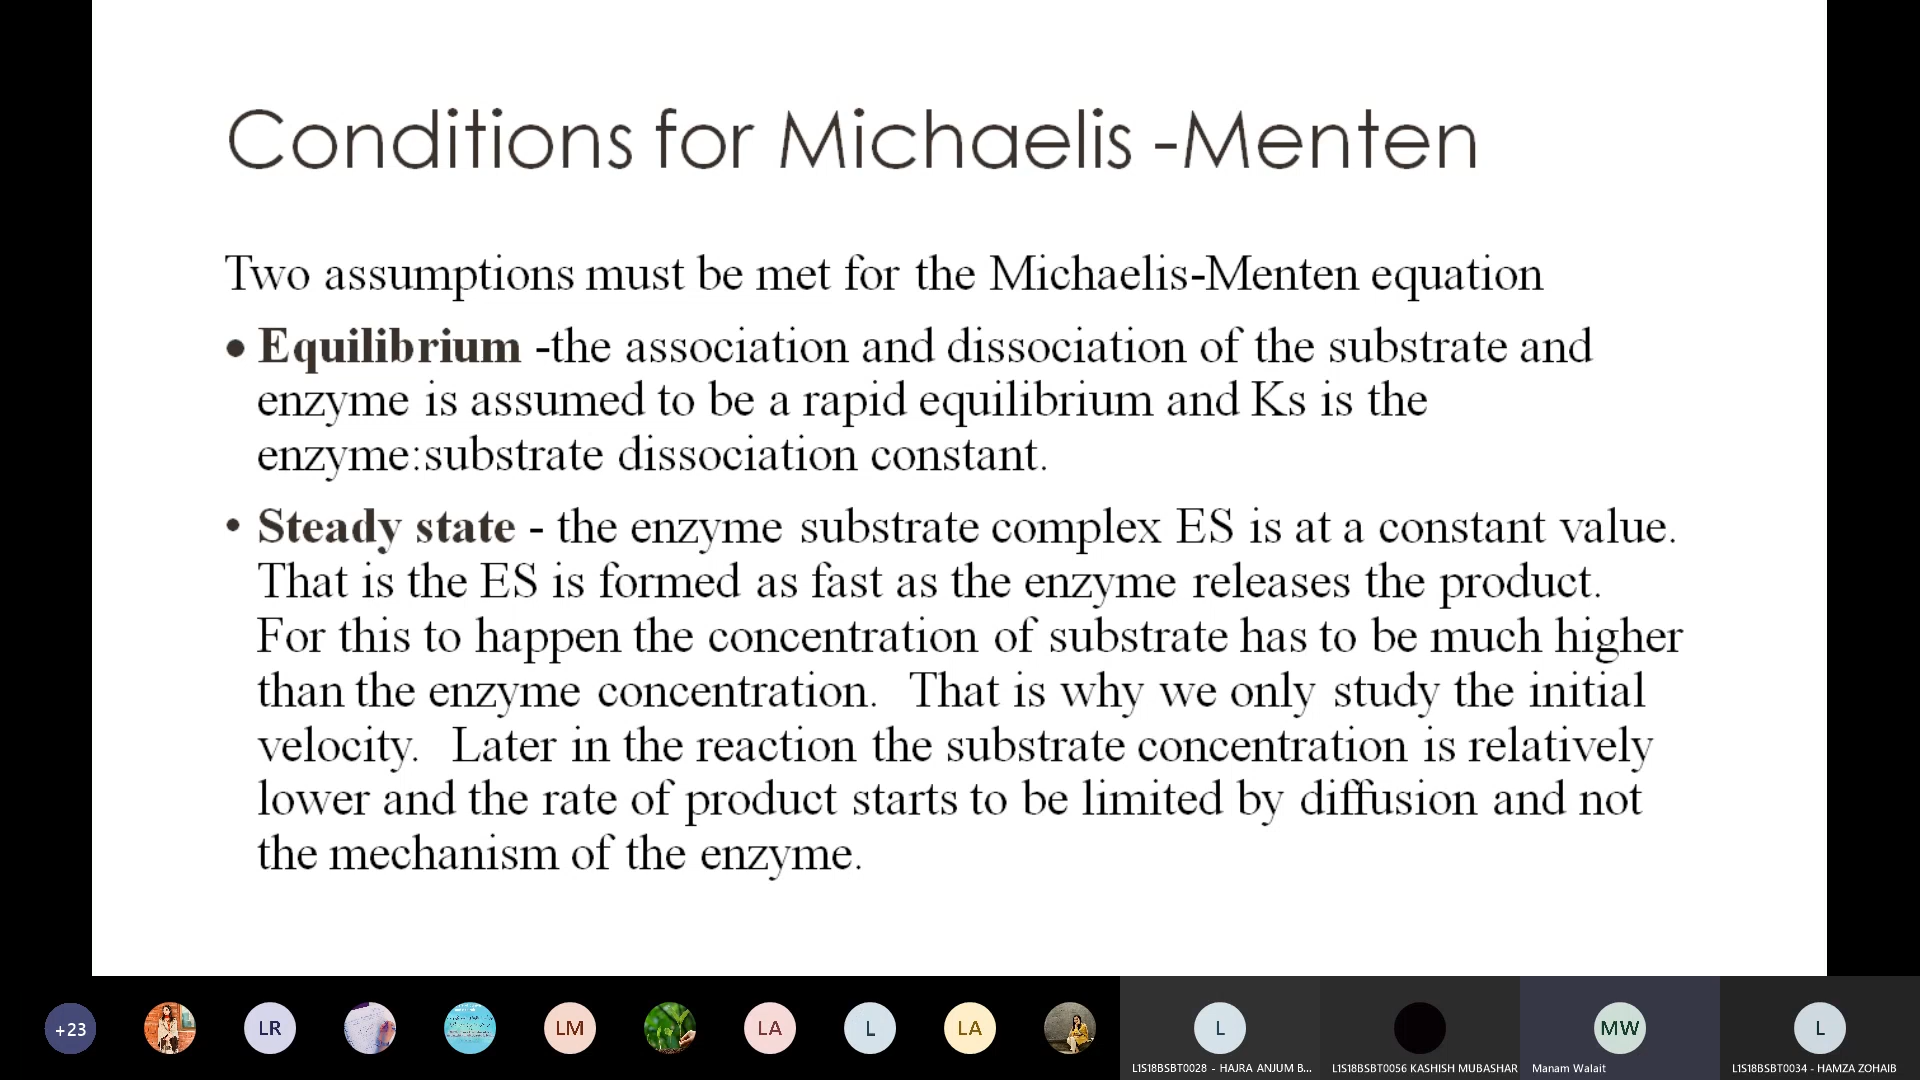 Conditions for Michaelis -Menten
Two assumptions must be met for the Michaelis-Menten equation
• Equilibrium -the association and dissociation of the substrate and
enzyme is assumed to be a rapid equilibrium and Ks is the
enzyme:substrate dissociation constant.
• Steady state - the enzyme substrate complex ES is at a constant value.
That is the ES is formed as fast as the enzyme releases the product.
For this to happen the concentration of substrate has to be much higher
than the enzyme concentration. That is why we only study the initial
velocity. Later in the reaction the substrate concentration is relatively
lower and the rate of product starts to be limited by diffusion and not
the mechanism of the enzyme.
+23
LR
LM
LA
L
LA
L
MW
L
L1S18BSBT0028 - HAJRA ANJUM B...
L1S18BSBT0056 KASHISH MUBASHAR
Manam Walait
L1S18BSBT0034 - HAMZA ZOHAIB